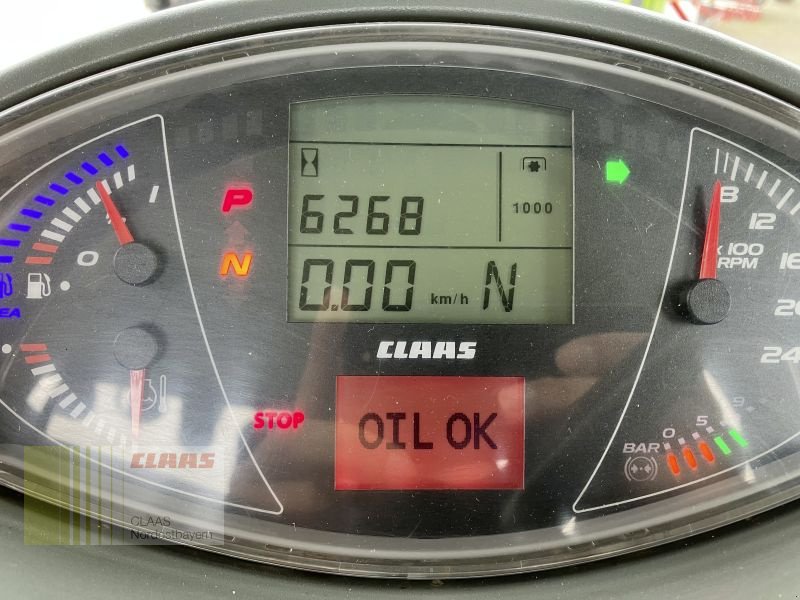 6268
1000
0.00 km/h N
P
N
CLAAS
STOP
OIL OK
1
0
8
12
16
20
24
x 100
RPM
0 5 9
BAR
CLAAS
CLAAS
Nordostbayern